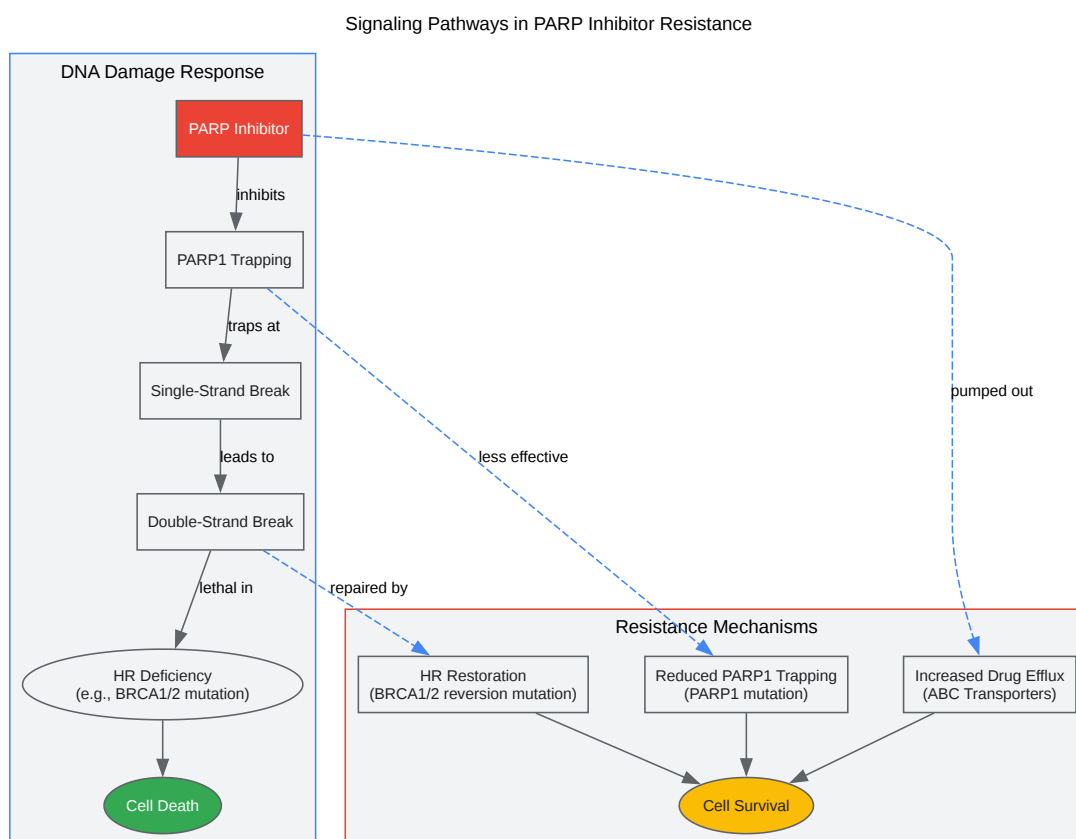 Signaling Pathways in PARP Inhibitor Resistance
DNA Damage Response
PARP Inhibitor
inhibits
PARP1 Trapping
traps at
Single-Strand Break
pumped out
leads to
less effective
Double-Strand Break
lethal in
repaired by
Resistance Mechanisms
HR Deficiency
(e.g., BRCA1/2 mutation)
HR Restoration
(BRCA1/2 reversion mutation)
Reduced PARP1 Trapping
(PARP1 mutation)
Increased Drug Efflux
(ABC Transporters)
Cell Death
Cell Survival